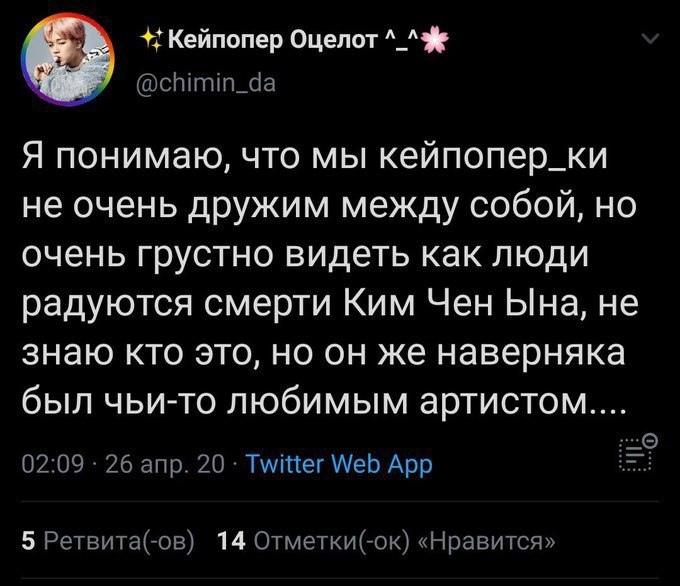 ✨Кейпопер Оцелот ^_^🌸
@chimin_da
Я понимаю, что мы кейпопер_ки
не очень дружим между собой, но
очень грустно видеть как люди
радуются смерти Ким Чен Ына, не
знаю кто это, но он же наверняка
был чьи-то любимым артистом....
02:09 · 26 апр. 20 · Twitter Web App
5 Ретвита(-ов) 14 Отметки(-ок) «Нравится»